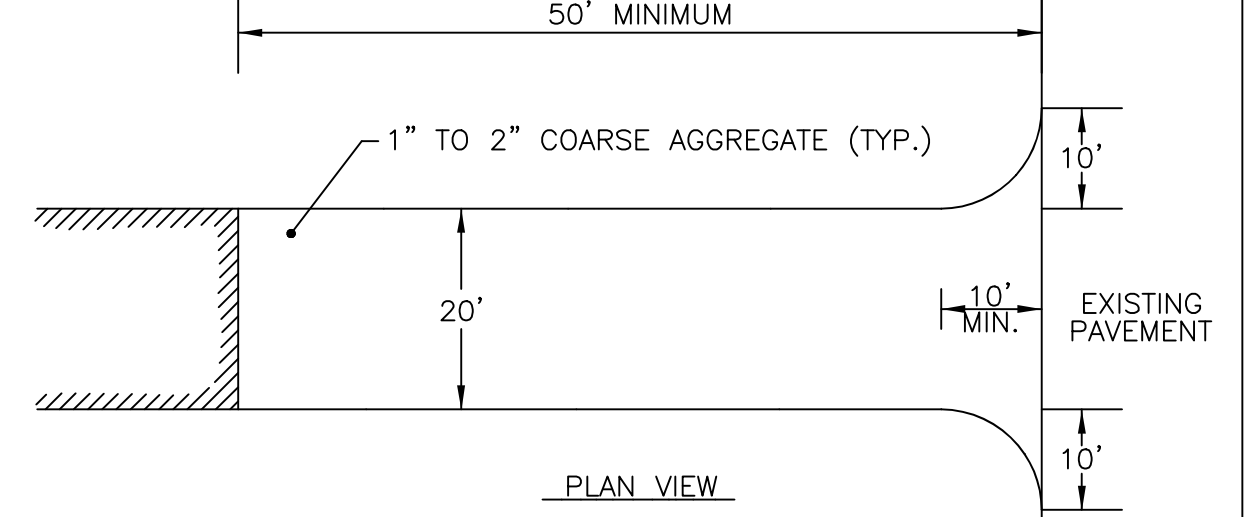 50’ MINIMUM
1” TO 2” COARSE AGGREGATE (TYP.)
10’
20’
10’
MIN.
EXISTING
PAVEMENT
10’
PLAN VIEW